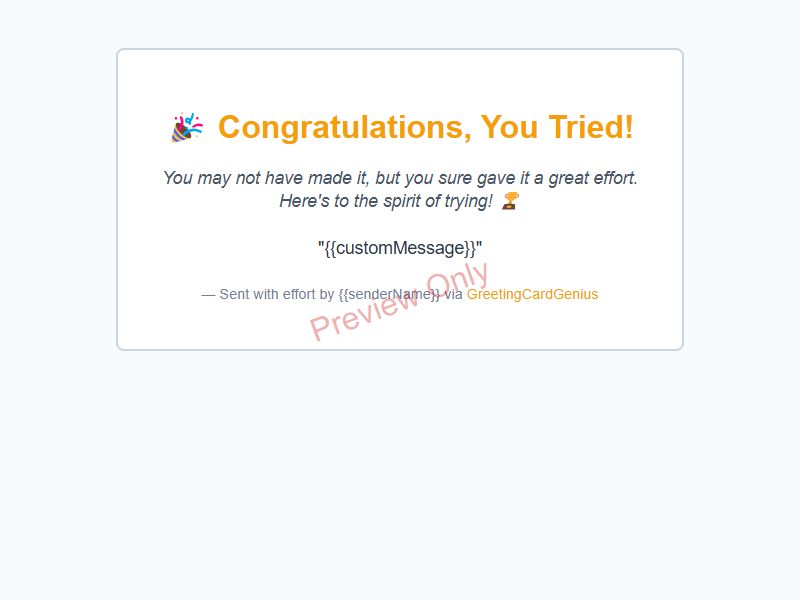 🎉 Congratulations, You Tried!
You may not have made it, but you sure gave it a great effort.
Here's to the spirit of trying! 🏆
"{{customMessage}}"
— Sent with effort by {{senderName}} via GreetingCardGenius
Preview Only